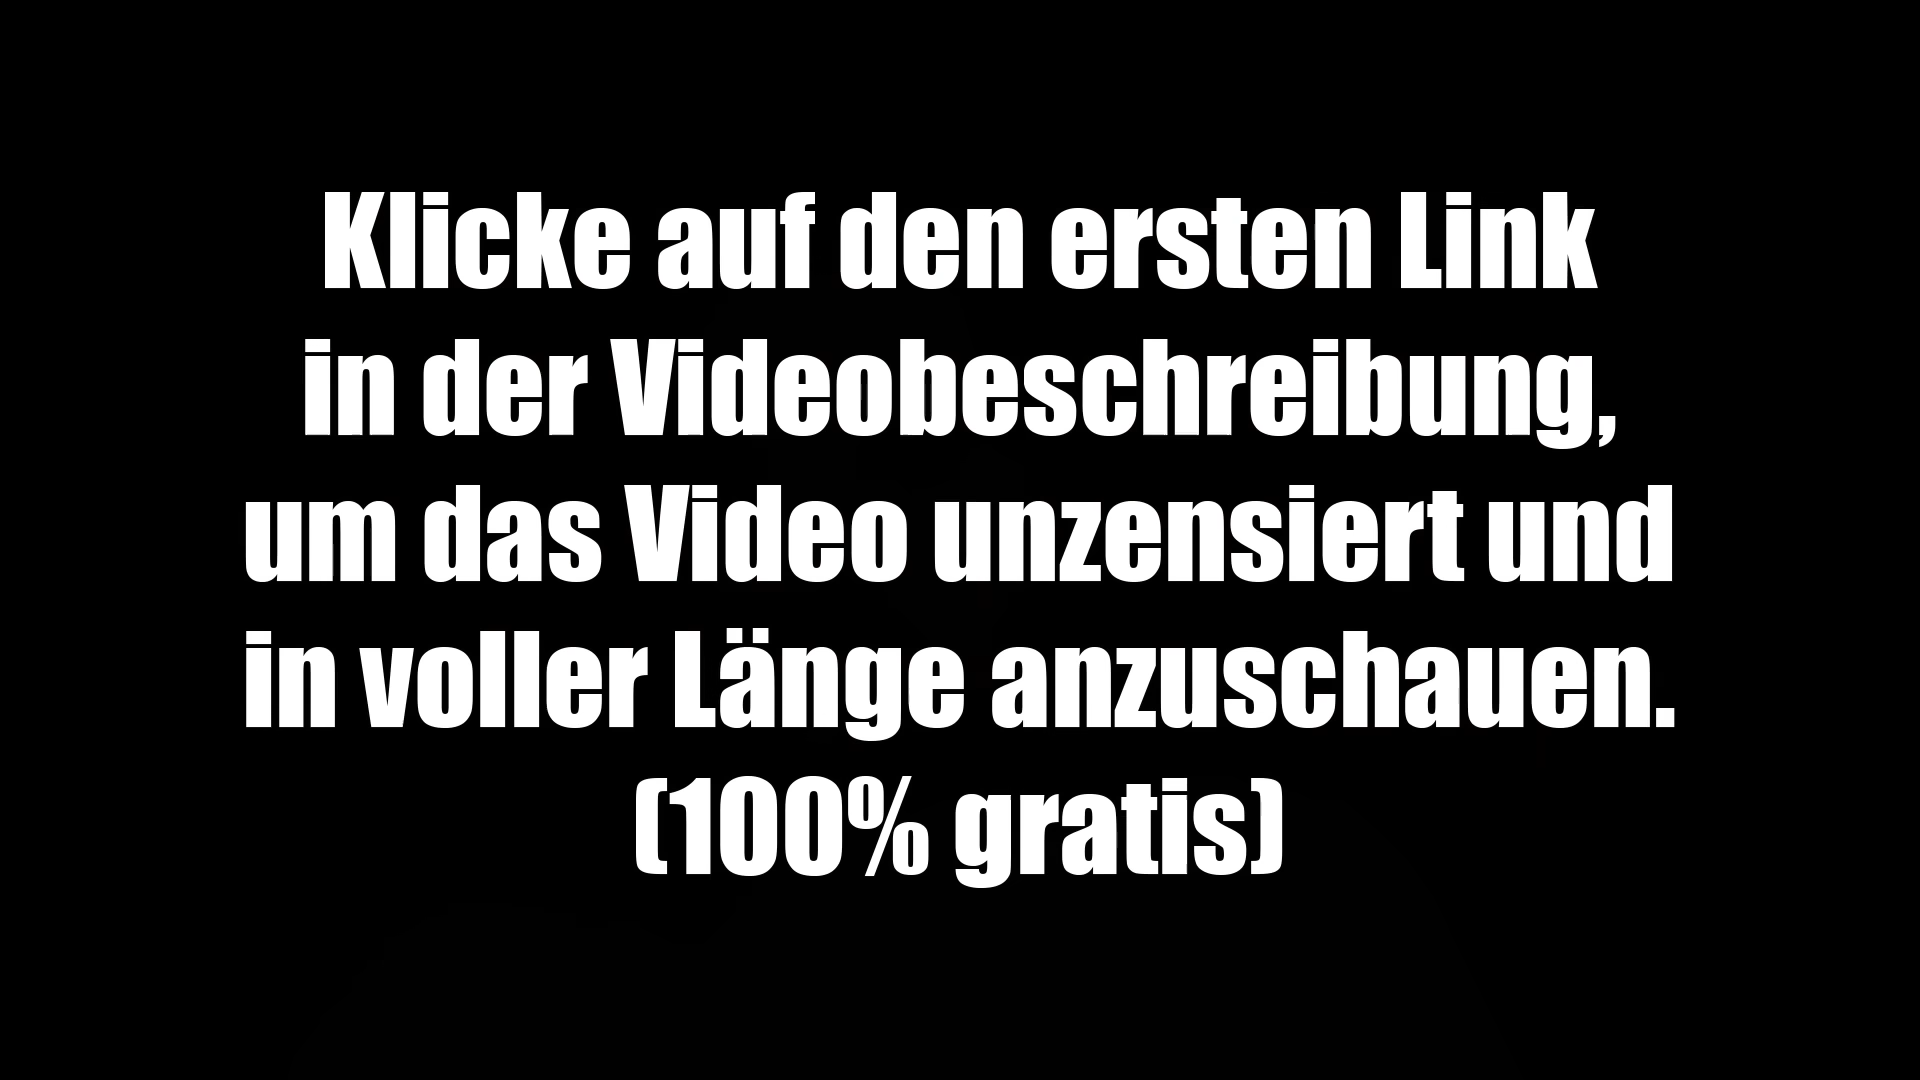 Klicke auf den ersten Link
in der Videobeschreibung,
um das Video unzensiert und
in voller Länge anzuschauen.
(100% gratis)